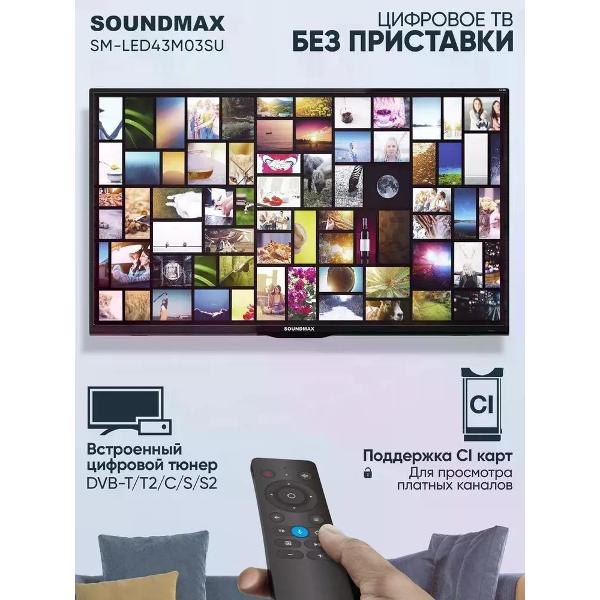 SOUNDMAX
SM-LED43M03SU
ЦИФРОВОЕ ТВ
БЕЗ ПРИСТАВКИ
SOUNDMAX
Встроенный
цифровой тюнер
DVB-T/T2/C/S/S2
CI
Поддержка CI карт
Для просмотра
платных каналов